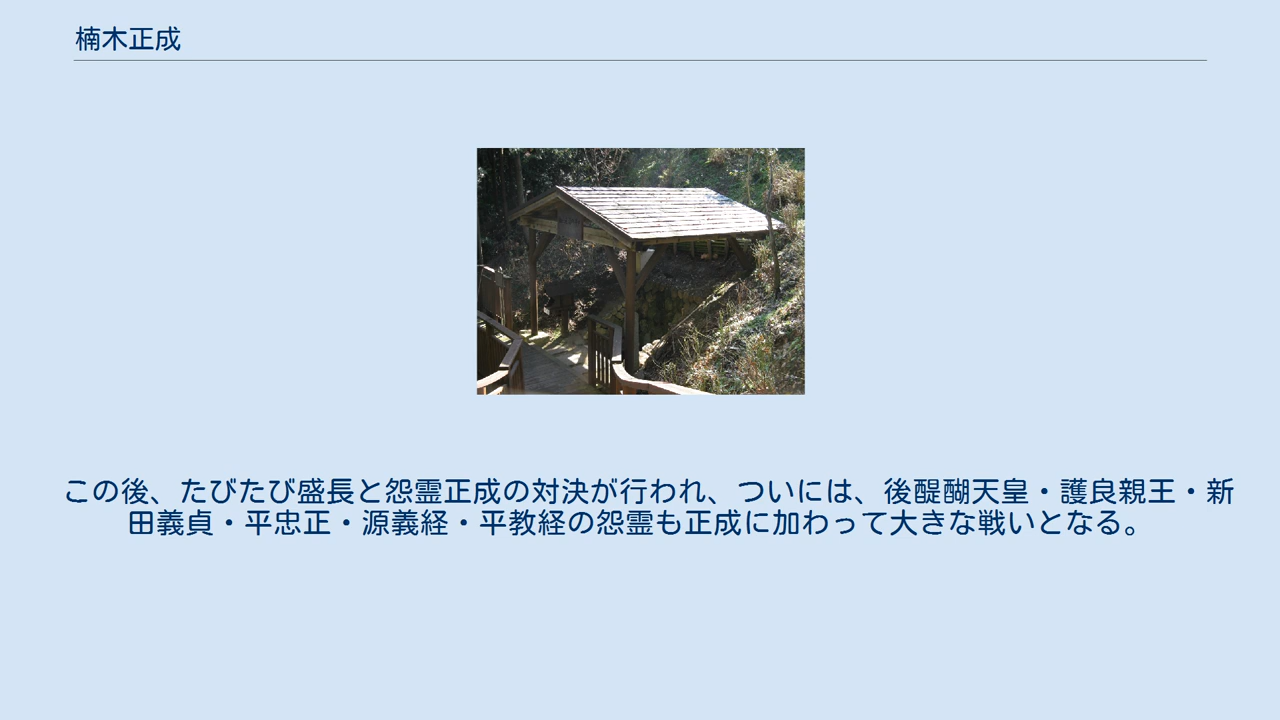 楠木正成
この後、たびたび盛長と怨霊正成の対決が行われ、ついには、後醍醐天皇・護良親王・新
田義貞・平忠正・源義経・平教経の怨霊も正成に加わって大きな戦いとなる。